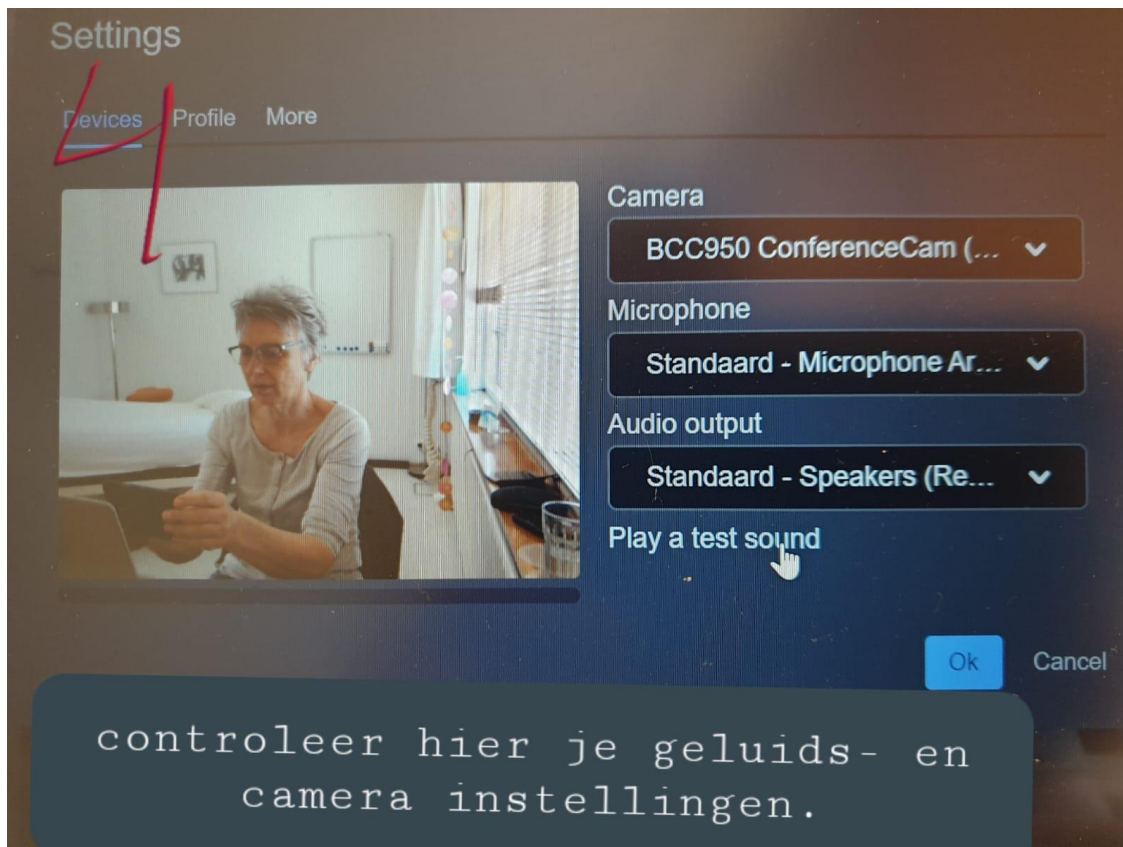 Settings
4
Devices Profile More
Camera
BCC950 ConferenceCam (...
Microphone
Standaard - Microphone Ar...
Audio output
Standaard - Speakers (Re...
Play a test sound
Ok Cancel
controleer hier je geluids- en
camera instellingen.